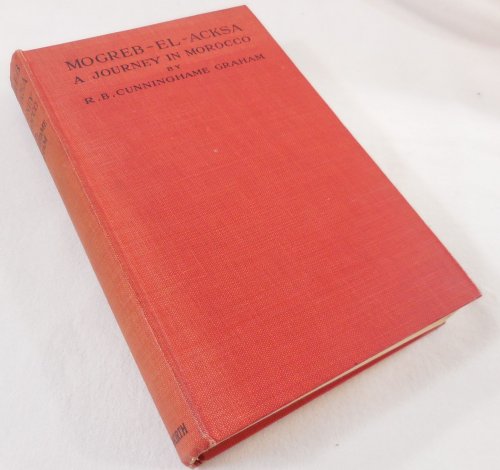 MOGREB-EL-ACKSA
A JOURNEY IN MOROCCO
BY
R.B. CUNNINGHAME GRAHAM